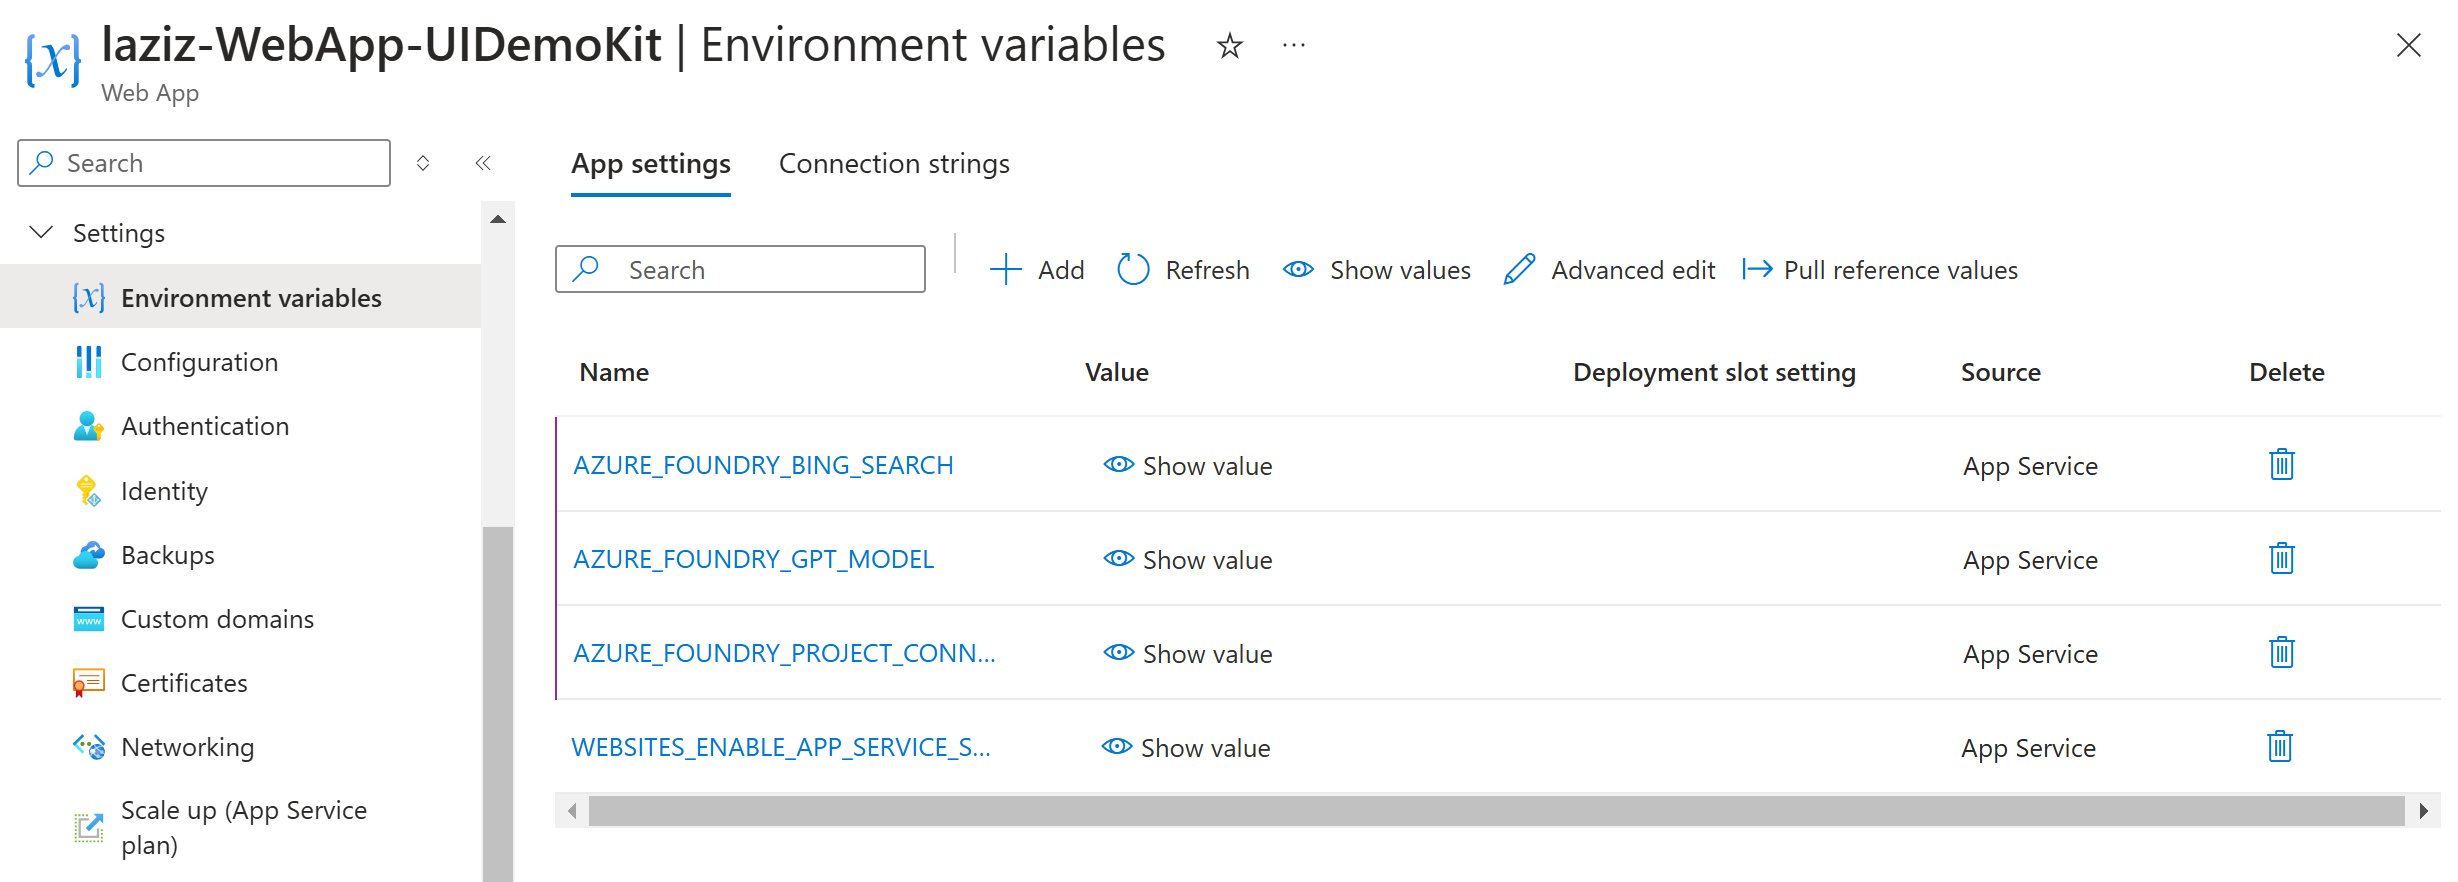 laziz-WebApp-UIDemoKit | Environment variables
Web App
Search
Settings
Environment variables
Configuration
Authentication
Identity
Backups
Custom domains
Certificates
Networking
Scale up (App Service
plan)
App settings Connection strings
Search Add Refresh Show values Advanced edit Pull reference values
Name Value Deployment slot setting Source Delete
AZURE_FOUNDRY_BING_SEARCH Show value App Service
AZURE_FOUNDRY_GPT_MODEL Show value App Service
AZURE_FOUNDRY_PROJECT_CONN... Show value App Service
WEBSITES_ENABLE_APP_SERVICE_S... Show value App Service